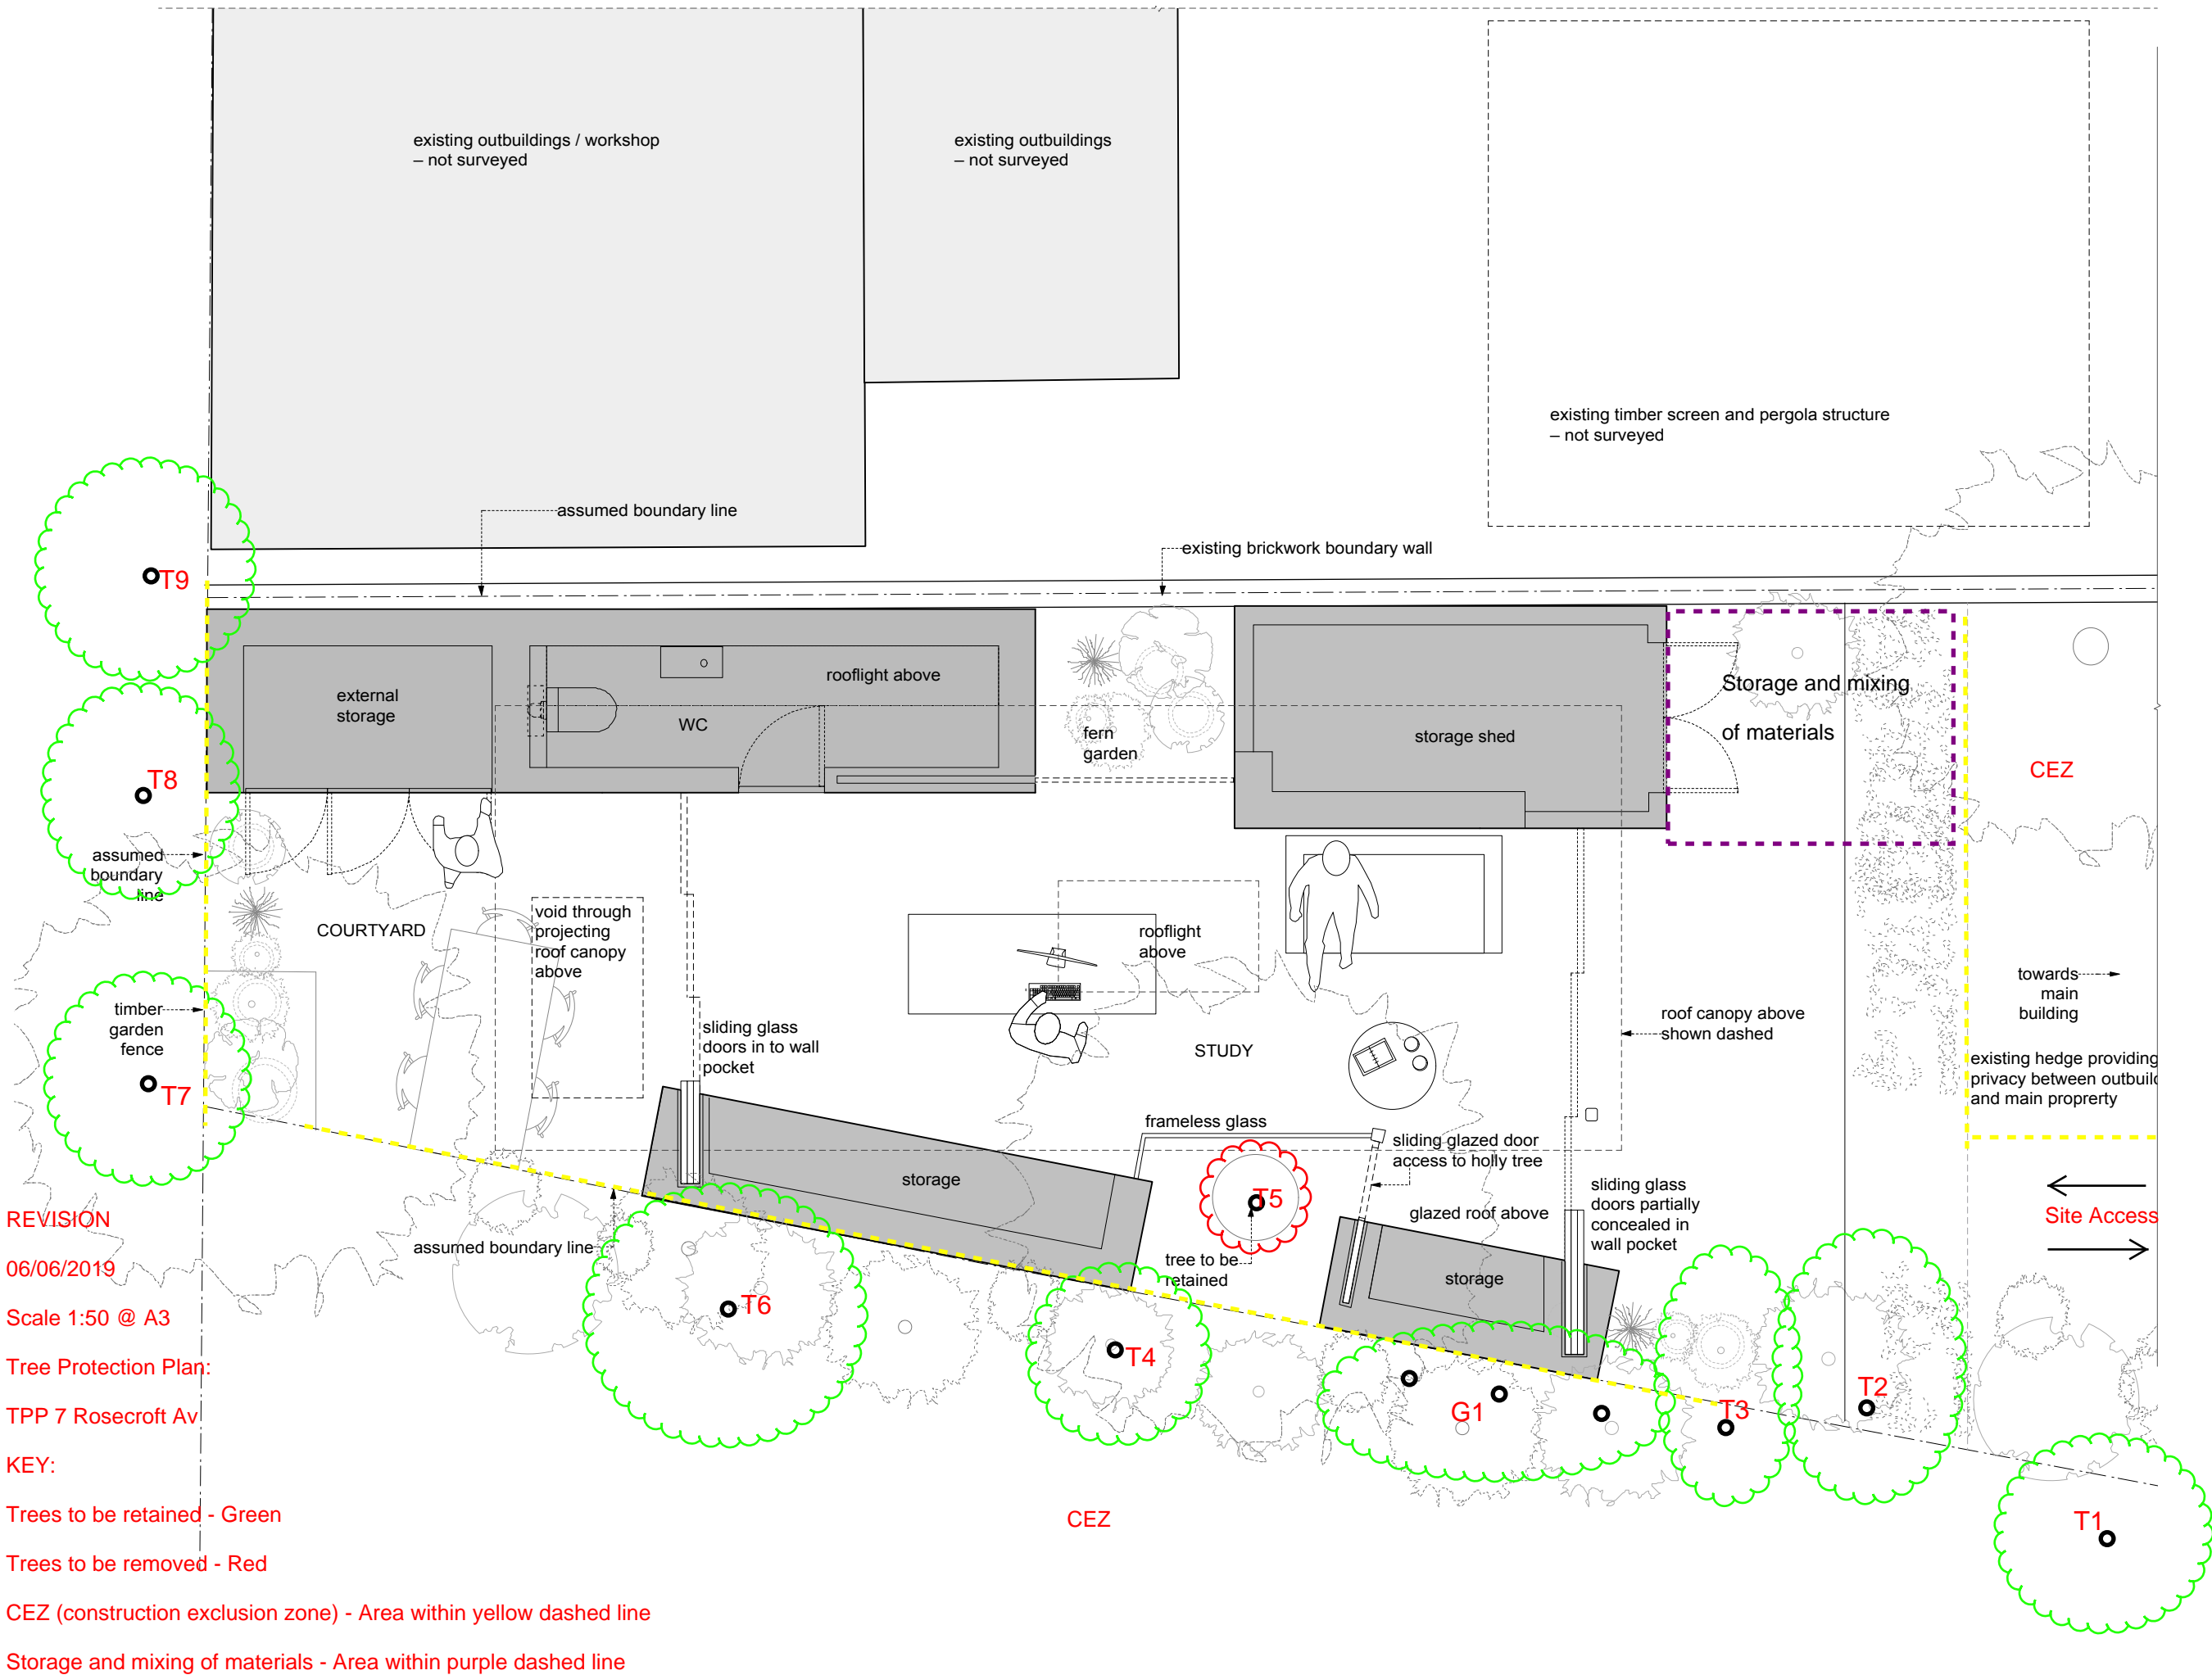 existing outbuildings / workshop
– not surveyed
existing outbuildings
– not surveyed
existing timber screen and pergola structure
– not surveyed
assumed boundary line
existing brickwork boundary wall
T9
external
storage
WC
rooflight above
fern
garden
storage shed
Storage and mixing
of materials
CEZ
T8
assumed
boundary
line
COURTYARD
void through
projecting
roof canopy
above
rooflight
above
timber
garden
fence
T7
sliding glass
doors in to wall
pocket
STUDY
roof canopy above
shown dashed
towards
main
building
existing hedge providing
privacy between outbuild
and main proprerty
frameless glass
sliding glazed door
access to holly tree
storage
T5
glazed roof above
sliding glass
doors partially
concealed in
wall pocket
Site Access
assumed boundary line
tree to be
retained
storage
T6
T4
G1
T3
T2
T1
CEZ
REVISION
06/06/2019
Scale 1:50 @ A3
Tree Protection Plan:
TPP 7 Rosecroft Av
KEY:
Trees to be retained - Green
Trees to be removed - Red
CEZ (construction exclusion zone) - Area within yellow dashed line
Storage and mixing of materials - Area within purple dashed line